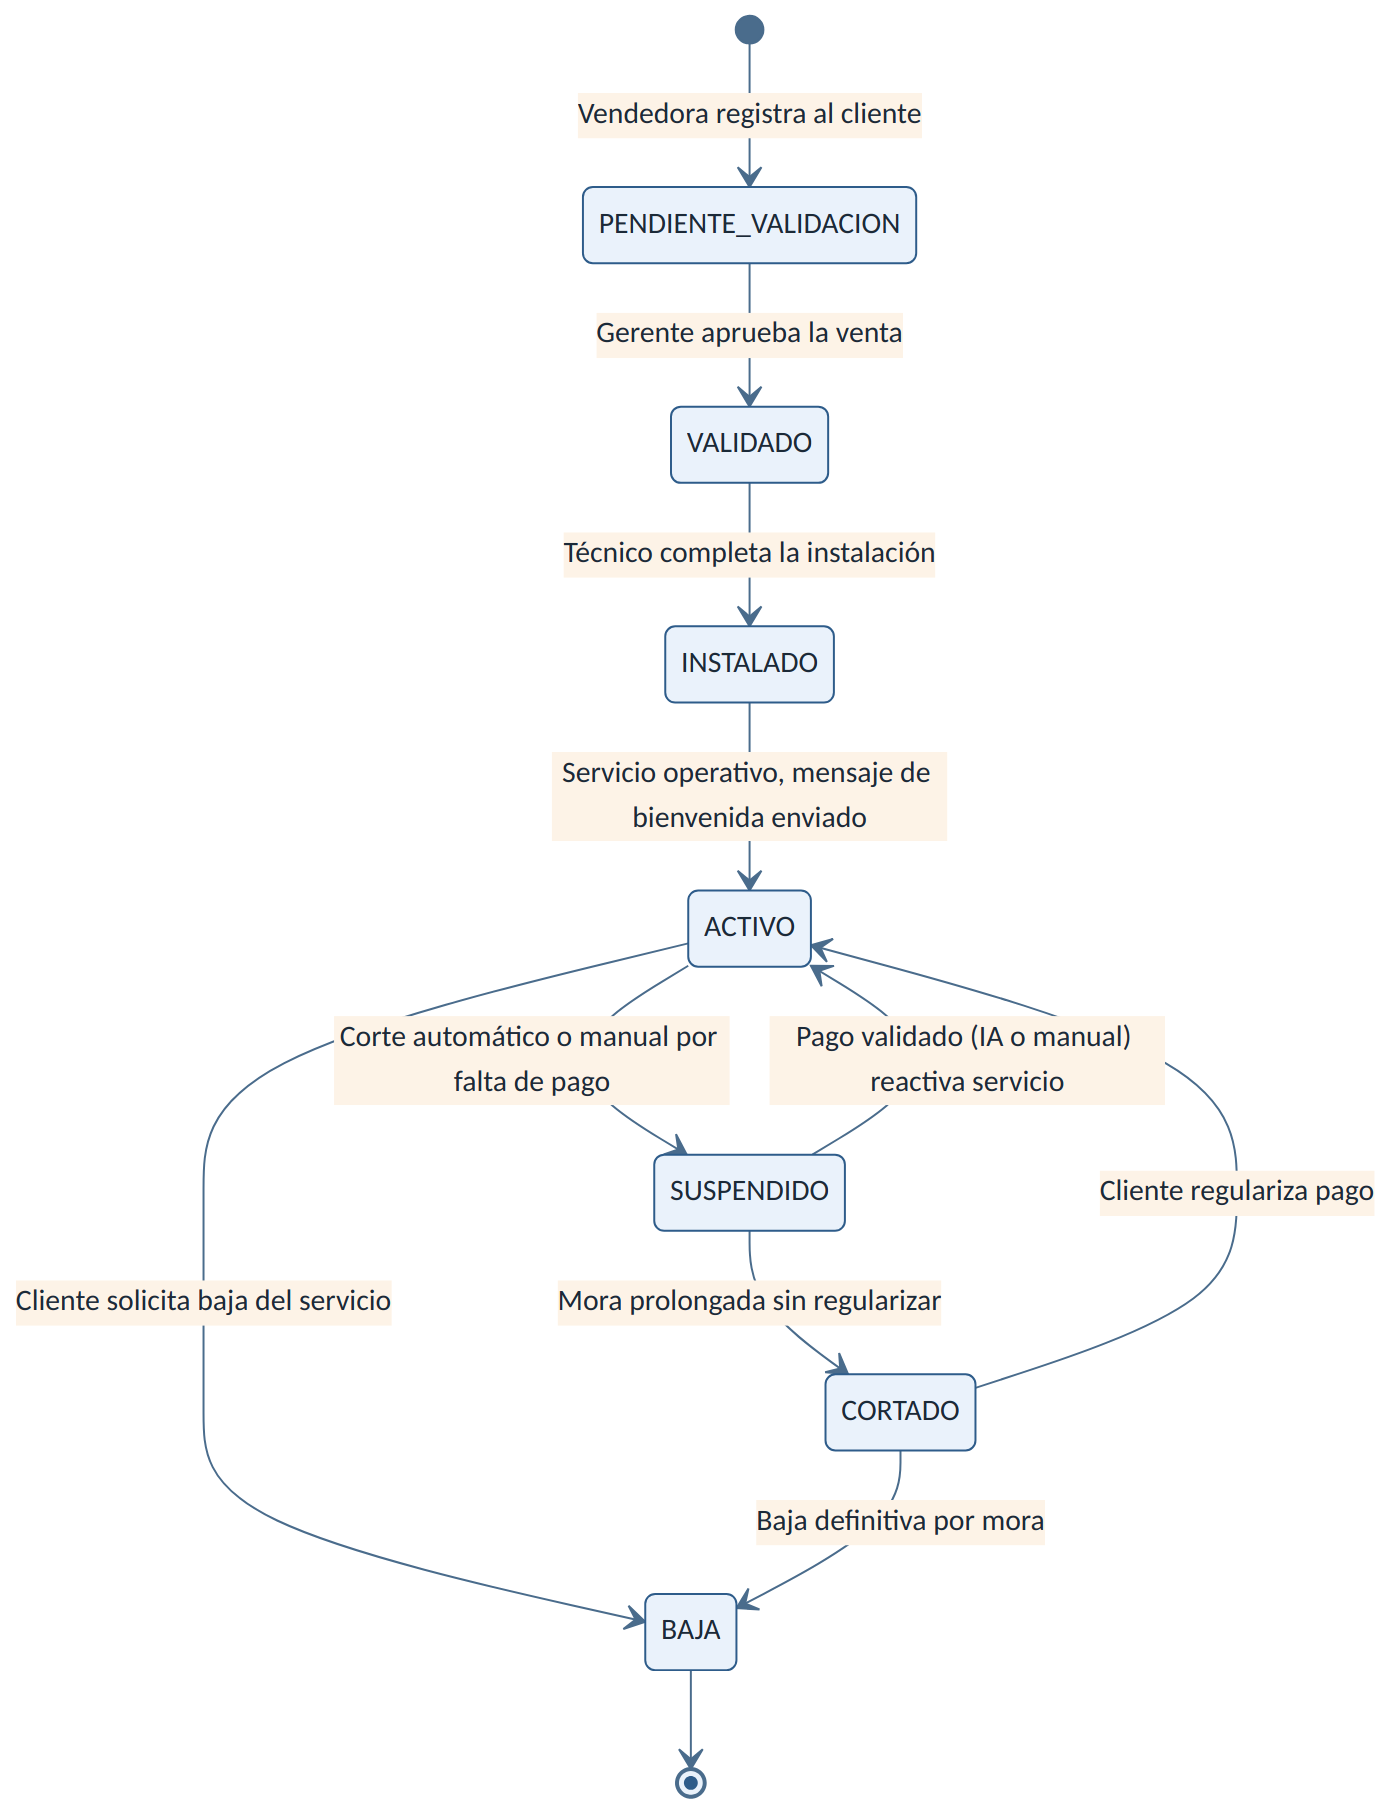 Vendedora registra al cliente
PENDIENTE_VALIDACION
Gerente aprueba la venta
VALIDADO
Técnico completa la instalación
INSTALADO
Servicio operativo, mensaje de
bienvenida enviado
ACTIVO
Corte automático o manual por
falta de pago
Pago validado (IA o manual)
reactiva servicio
SUSPENDIDO
Cliente regulariza pago
Cliente solicita baja del servicio
Mora prolongada sin regularizar
CORTADO
Baja definitiva por mora
BAJA